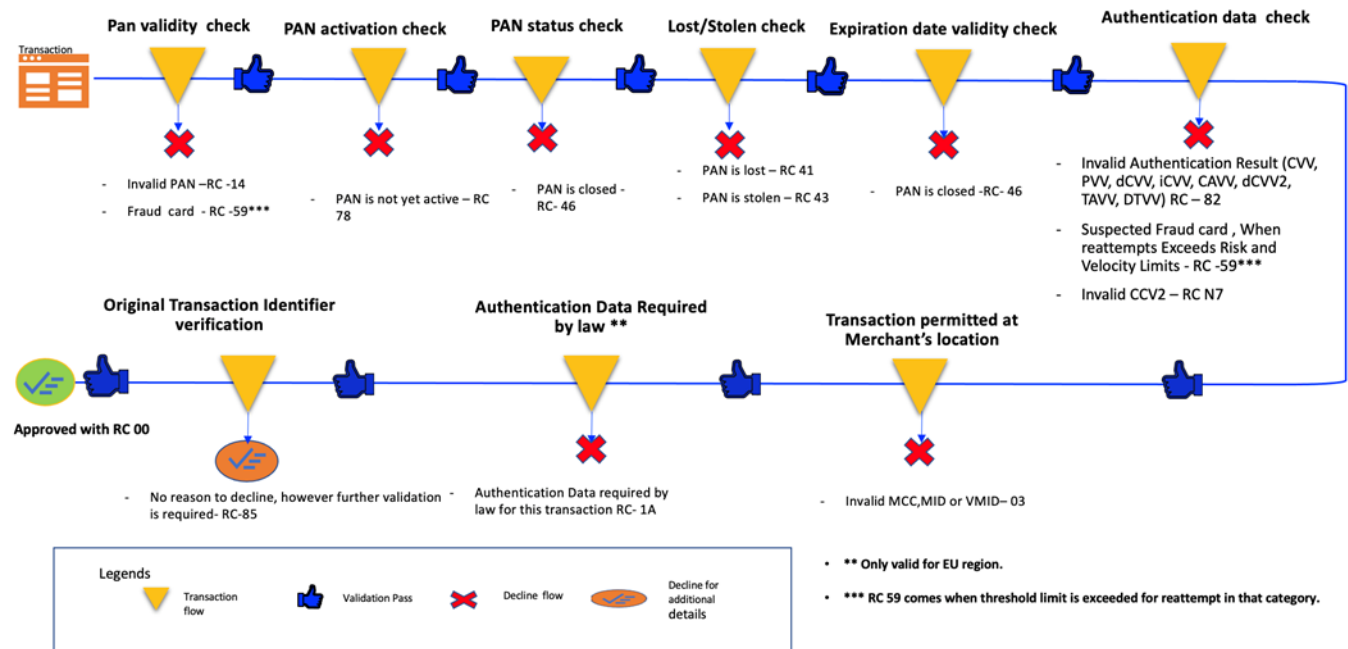 Pan validity check
PAN activation check
PAN status check
Lost/Stolen check
Expiration date validity check
Authentication data  check
Transaction
- Invalid PAN –RC -14
- Fraud  card  - RC -59***
- PAN is not yet active – RC
78
- PAN is closed -
RC- 46
- PAN is lost – RC 41
- PAN is stolen – RC 43
- PAN is closed -RC- 46
- Invalid Authentication Result (CVV,
PVV, dCVV, iCVV, CAVV, dCVV2,
TAVV, DTVV) RC – 82
- Suspected Fraud card , When
reattempts Exceeds Risk and
Velocity Limits - RC -59***
- Invalid CCV2 – RC N7
Original Transaction Identifier
verification
Authentication Data Required
by law **
Transaction permitted at
Merchant's location
Approved with RC 00
- No reason to decline, however further validation
is required- RC-85
- Authentication Data required by
law for this transaction RC- 1A
- Invalid MCC,MID or VMID– 03
Legends
Transaction
flow
Validation Pass
Decline flow
Decline for
additional
details
• ** Only valid for EU region.
• *** RC 59 comes when threshold limit is exceeded for reattempt in that category.